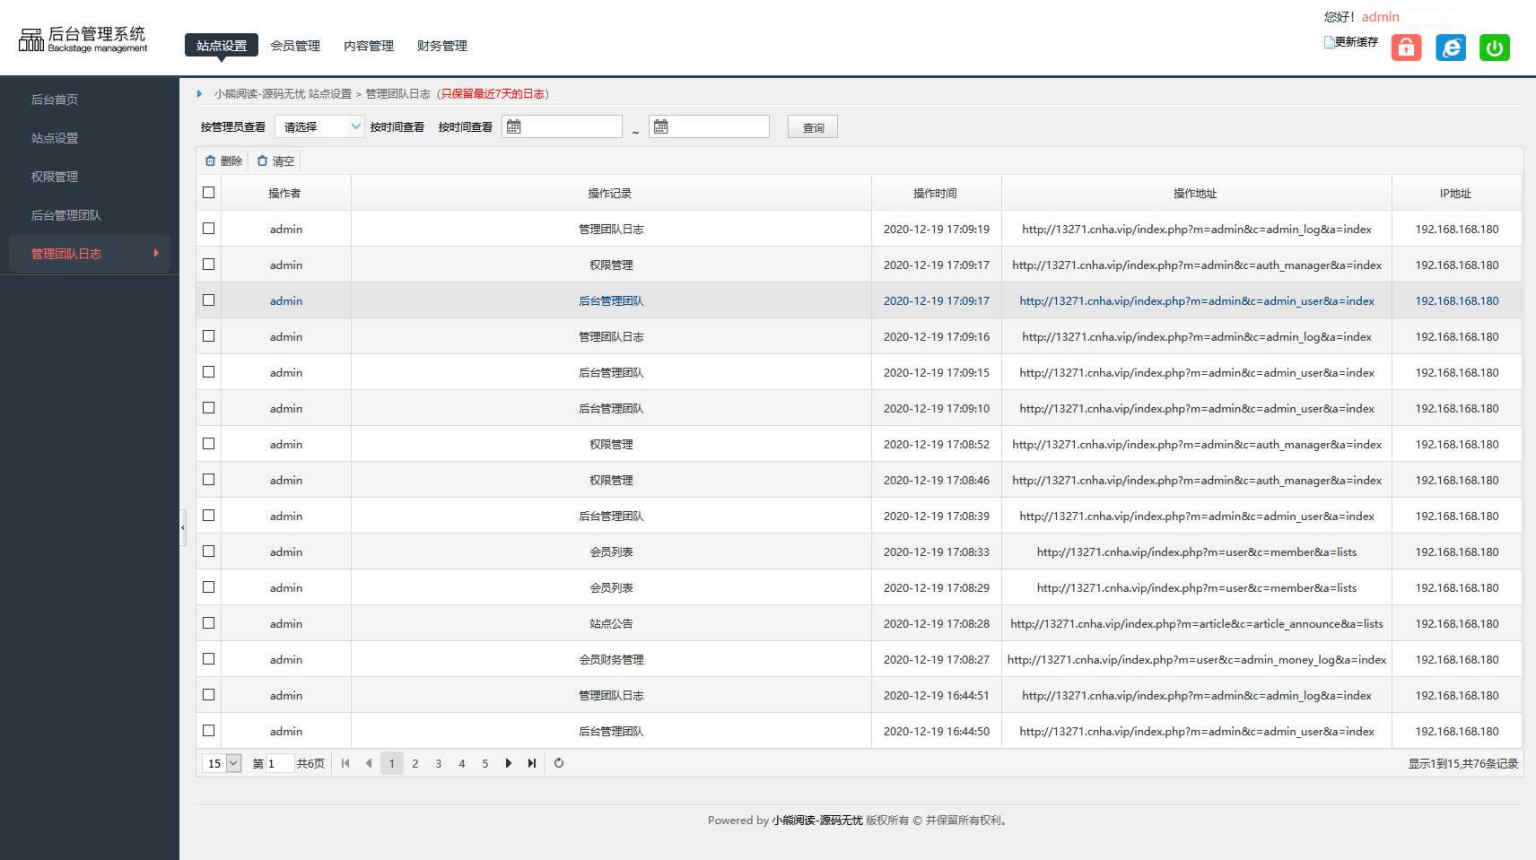 后台管理系统
Backstage management
站点设置 会员管理 内容管理 财务管理
您好！admin
更新缓存
后台首页
站点设置
权限管理
后台管理团队
管理团队日志
小熊阅读-源码无忧 站点设置 > 管理团队日志 (只保留最近7天的日志)
按管理员查看 请选择 按时间查看 按时间查看 ~ 查询
删除 清空
操作者 操作记录 操作时间 操作地址 IP地址
admin 管理团队日志 2020-12-19 17:09:19 http://13271.cnha.vip/index.php?m=admin&c=admin_log&a=index 192.168.168.180
admin 权限管理 2020-12-19 17:09:17 http://13271.cnha.vip/index.php?m=admin&c=auth_manager&a=index 192.168.168.180
admin 后台管理团队 2020-12-19 17:09:17 http://13271.cnha.vip/index.php?m=admin&c=admin_user&a=index 192.168.168.180
admin 管理团队日志 2020-12-19 17:09:16 http://13271.cnha.vip/index.php?m=admin&c=admin_log&a=index 192.168.168.180
admin 后台管理团队 2020-12-19 17:09:15 http://13271.cnha.vip/index.php?m=admin&c=admin_user&a=index 192.168.168.180
admin 后台管理团队 2020-12-19 17:09:10 http://13271.cnha.vip/index.php?m=admin&c=admin_user&a=index 192.168.168.180
admin 权限管理 2020-12-19 17:08:52 http://13271.cnha.vip/index.php?m=admin&c=auth_manager&a=index 192.168.168.180
admin 权限管理 2020-12-19 17:08:46 http://13271.cnha.vip/index.php?m=admin&c=auth_manager&a=index 192.168.168.180
admin 后台管理团队 2020-12-19 17:08:39 http://13271.cnha.vip/index.php?m=admin&c=admin_user&a=index 192.168.168.180
admin 会员列表 2020-12-19 17:08:33 http://13271.cnha.vip/index.php?m=user&c=member&a=lists 192.168.168.180
admin 会员列表 2020-12-19 17:08:29 http://13271.cnha.vip/index.php?m=user&c=member&a=lists 192.168.168.180
admin 站点公告 2020-12-19 17:08:28 http://13271.cnha.vip/index.php?m=article&c=article_announce&a=lists 192.168.168.180
admin 会员财务管理 2020-12-19 17:08:27 http://13271.cnha.vip/index.php?m=user&c=admin_money_log&a=index 192.168.168.180
admin 管理团队日志 2020-12-19 16:44:51 http://13271.cnha.vip/index.php?m=admin&c=admin_log&a=index 192.168.168.180
admin 后台管理团队 2020-12-19 16:44:50 http://13271.cnha.vip/index.php?m=admin&c=admin_user&a=index 192.168.168.180
15 第 1 共6页 1 2 3 4 5 显示1到15,共76条记录
Powered by 小熊阅读-源码无忧 版权所有 © 并保留所有权利。